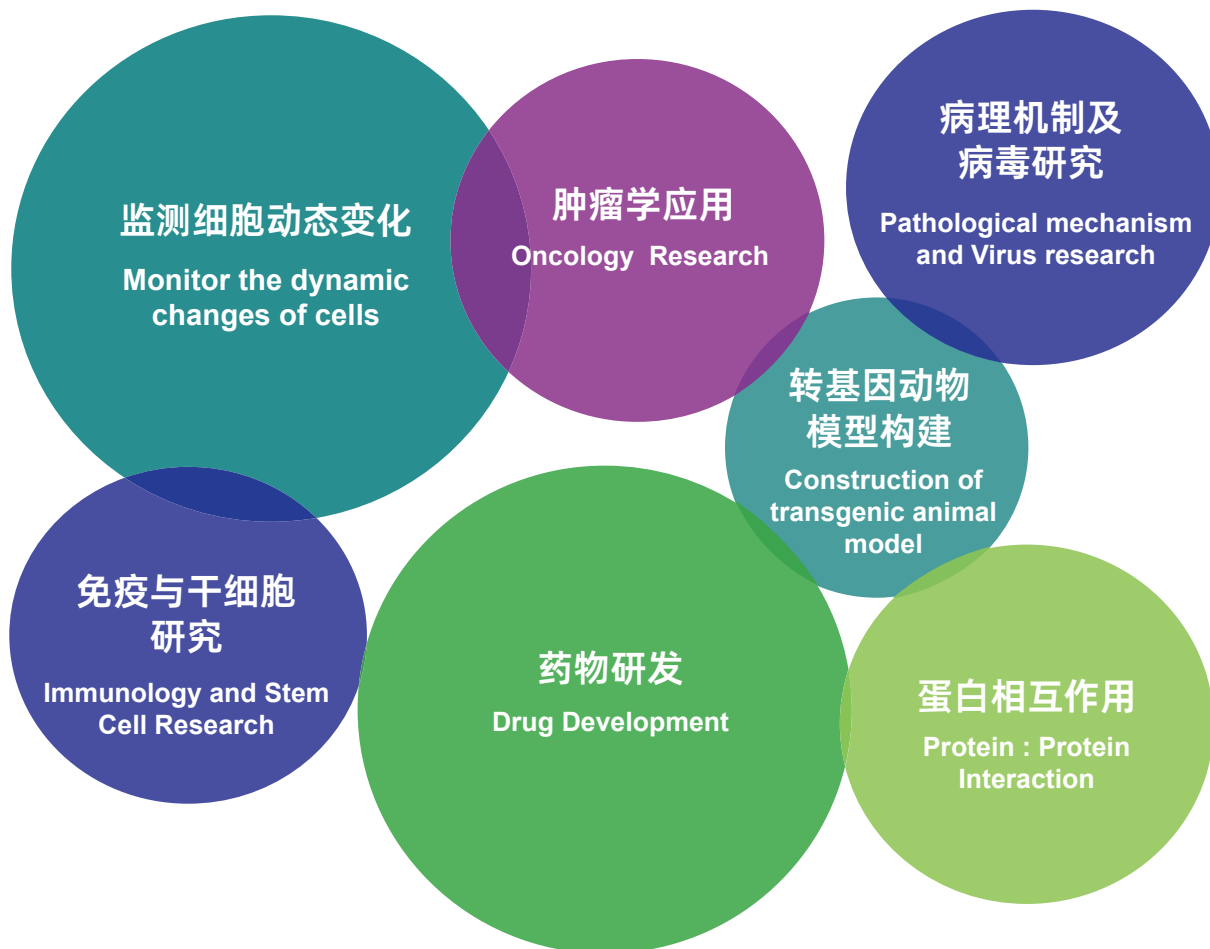 监测细胞动态变化
Monitor the dynamic
changes of cells
肿瘤学应用
Oncology  Research
病理机制及
病毒研究
Pathological mechanism
and Virus research
转基因动物
模型构建
Construction of
transgenic animal
model
免疫与干细胞
研究
Immunology and Stem
Cell Research
药物研发
Drug Development
蛋白相互作用
Protein : Protein
Interaction